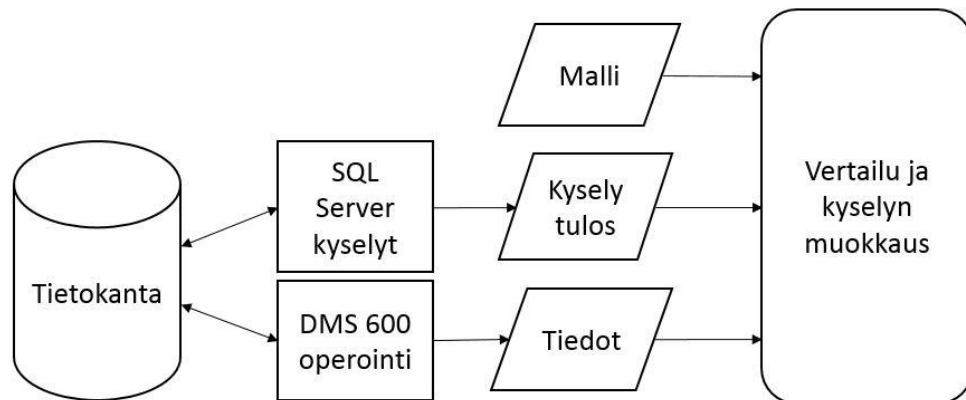 Malli
Tietokanta
SQL
Server
kyselyt
Kysely
tulos
Vertailu ja
kyselyn
muokkaus
DMS 600
operointi
Tiedot